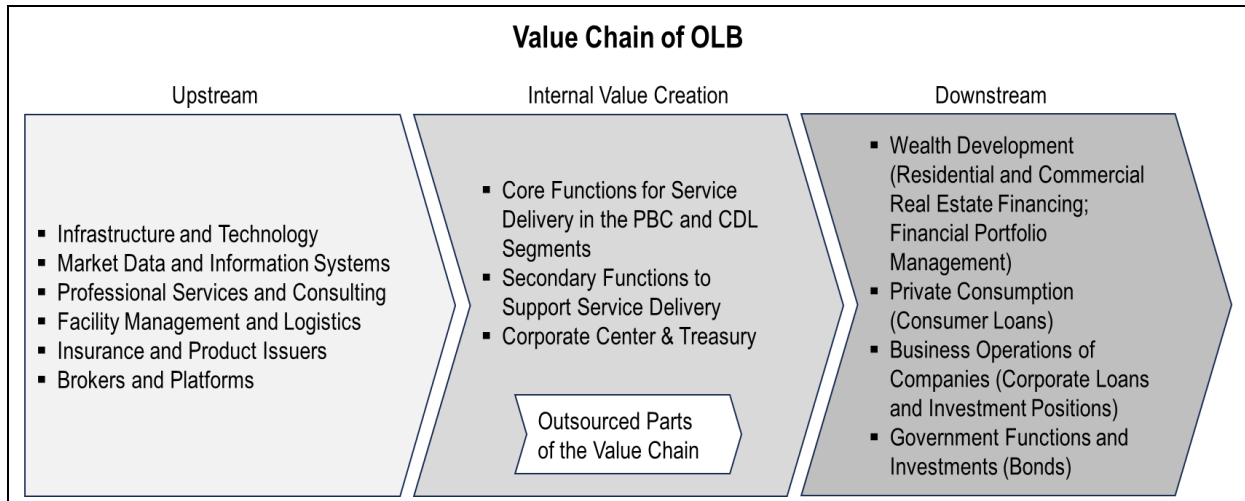 Value Chain of OLB
Upstream
▪ Infrastructure and Technology
▪ Market Data and Information Systems
▪ Professional Services and Consulting
▪ Facility Management and Logistics
▪ Insurance and Product Issuers
▪ Brokers and Platforms
Internal Value Creation
▪ Core Functions for Service
Delivery in the PBC and CDL
Segments
▪ Secondary Functions to
Support Service Delivery
▪ Corporate Center & Treasury
Outsourced Parts
of the Value Chain
Downstream
▪ Wealth Development
(Residential and Commercial
Real Estate Financing;
Financial Portfolio
Management)
▪ Private Consumption
(Consumer Loans)
▪ Business Operations of
Companies (Corporate Loans
and Investment Positions)
▪ Government Functions and
Investments (Bonds)